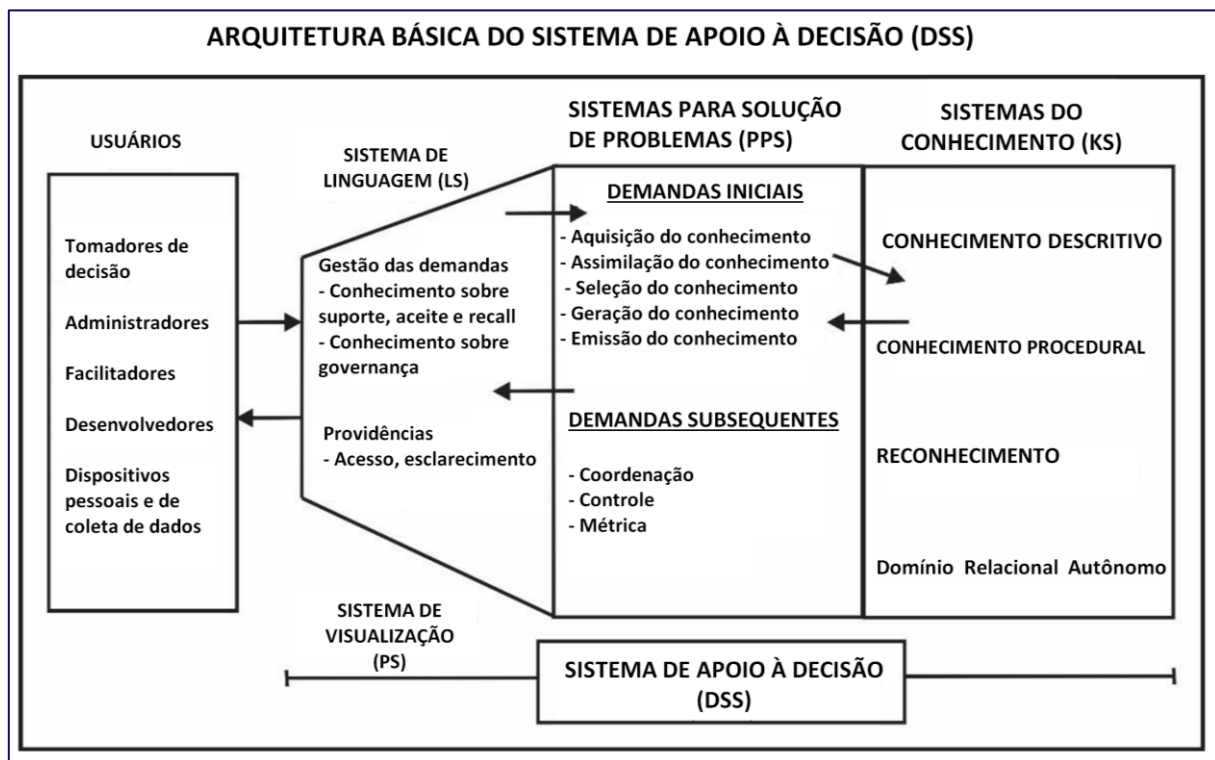 ARQUITETURA BÁSICA DO SISTEMA DE APOIO À DECISÃO (DSS)
USUÁRIOS
Tomadores de
decisão
Administradores
Facilitadores
Desenvolvedores
Dispositivos
pessoais e de
coleta de dados
SISTEMA DE
LINGUAGEM (LS)
Gestão das demandas
- Conhecimento sobre
suporte, aceite e recall
- Conhecimento sobre
governança
Providências
- Acesso, esclarecimento
SISTEMA DE
VISUALIZAÇÃO
(PS)
SISTEMAS PARA SOLUÇÃO
DE PROBLEMAS (PPS)
DEMANDAS INICIAIS
- Aquisição do conhecimento
- Assimilação do conhecimento
- Seleção do conhecimento
- Geração do conhecimento
- Emissão do conhecimento
DEMANDAS SUBSEQUENTES
- Coordenação
- Controle
- Métrica
SISTEMAS DO
CONHECIMENTO (KS)
CONHECIMENTO DESCRITIVO
CONHECIMENTO PROCEDURAL
RECONHECIMENTO
Domínio Relacional Autônomo
SISTEMA DE APOIO À DECISÃO
(DSS)